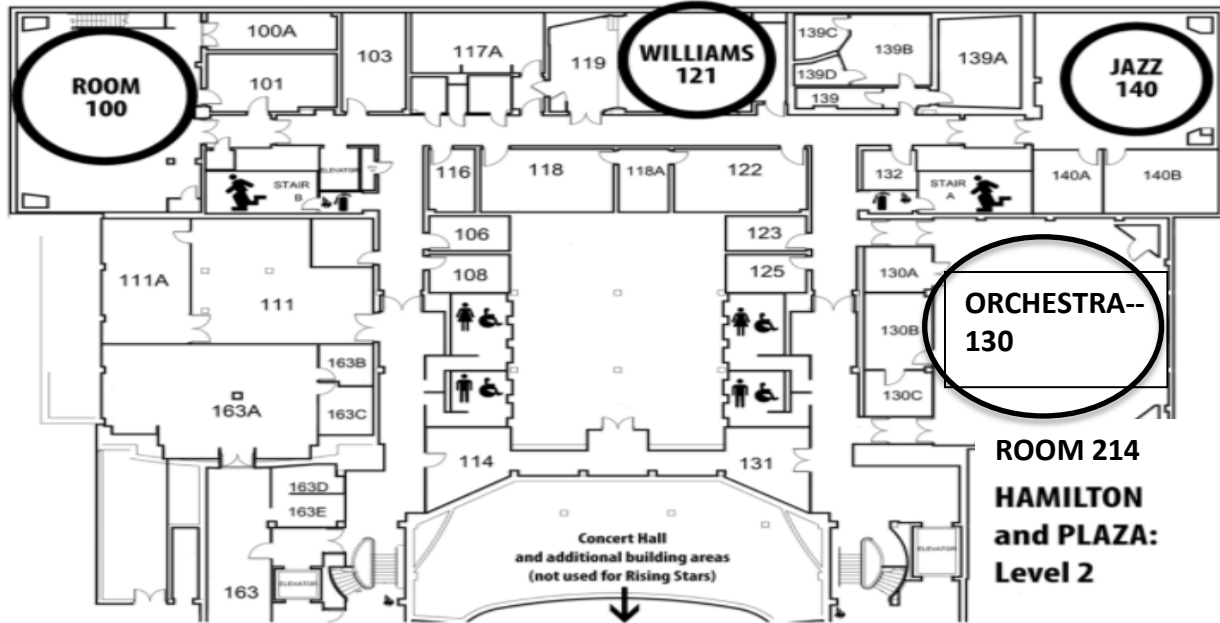 ROOM
100
100A
101
103
117A
119
WILLIAMS
121
139C
139B
139D
139
139A
JAZZ
140
ELEVATOR
STAIR
B
116
118
118A
122
132
STAIR
A
140A
140B
106
123
111A
111
108
125
130A
ORCHESTRA--
130
130B
163B
163A
163C
130C
114
131
ROOM 214
HAMILTON
and PLAZA:
Level 2
163D
163E
Concert Hall
and additional building areas
(not used for Rising Stars)
ELEVATOR
163
ELEVATOR